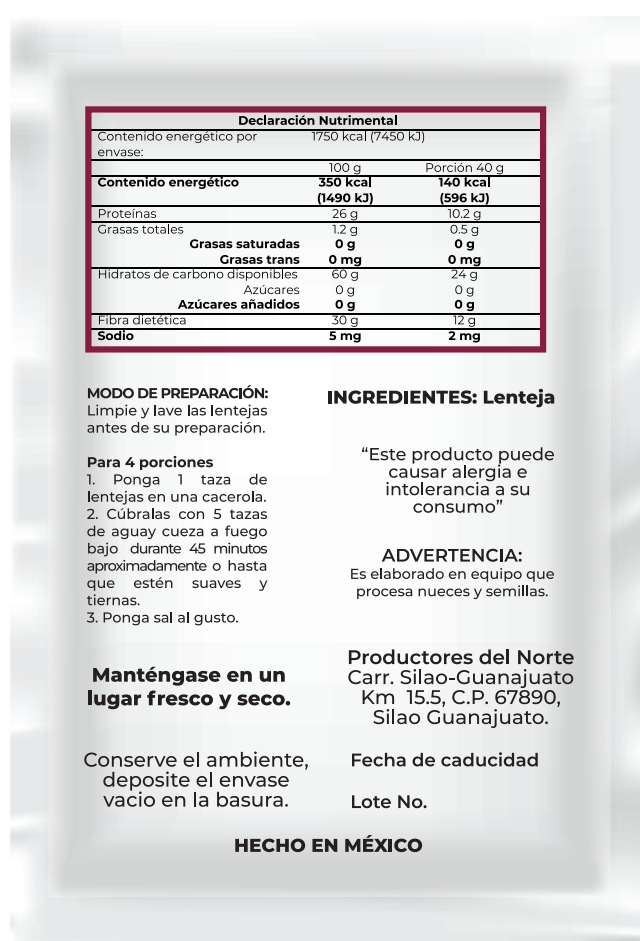 Declaración Nutrimental
Contenido energético por 1750 kcal (7450 kJ)
envase:
100 g Porción 40 g
Contenido energético 350 kcal 140 kcal
(1490 kJ) (596 kJ)
Proteínas 26 g 10.2 g
Grasas totales 1.2 g 0.5 g
Grasas saturadas 0 g 0 g
Grasas trans 0 mg 0 mg
Hidratos de carbono disponibles 60 g 24 g
Azúcares 0 g 0 g
Azúcares añadidos 0 g 0 g
Fibra dietética 30 g 12 g
Sodio 5 mg 2 mg
MODO DE PREPARACIÓN:
Limpie y lave las lentejas
antes de su preparación.
Para 4 porciones
1. Ponga 1 taza de
lentejas en una cacerola.
2. Cúbralas con 5 tazas
de aguay cueza a fuego
bajo durante 45 minutos
aproximadamente o hasta
que estén suaves y
tiernas.
3. Ponga sal al gusto.
Manténgase en un
lugar fresco y seco.
Conserve el ambiente,
deposite el envase
vacio en la basura.
INGREDIENTES: Lenteja
“Este producto puede
causar alergia e
intolerancia a su
consumo”
ADVERTENCIA:
Es elaborado en equipo que
procesa nueces y semillas.
Productores del Norte
Carr. Silao-Guanajuato
Km 15.5, C.P. 67890,
Silao Guanajuato.
Fecha de caducidad
Lote No.
HECHO EN MÉXICO